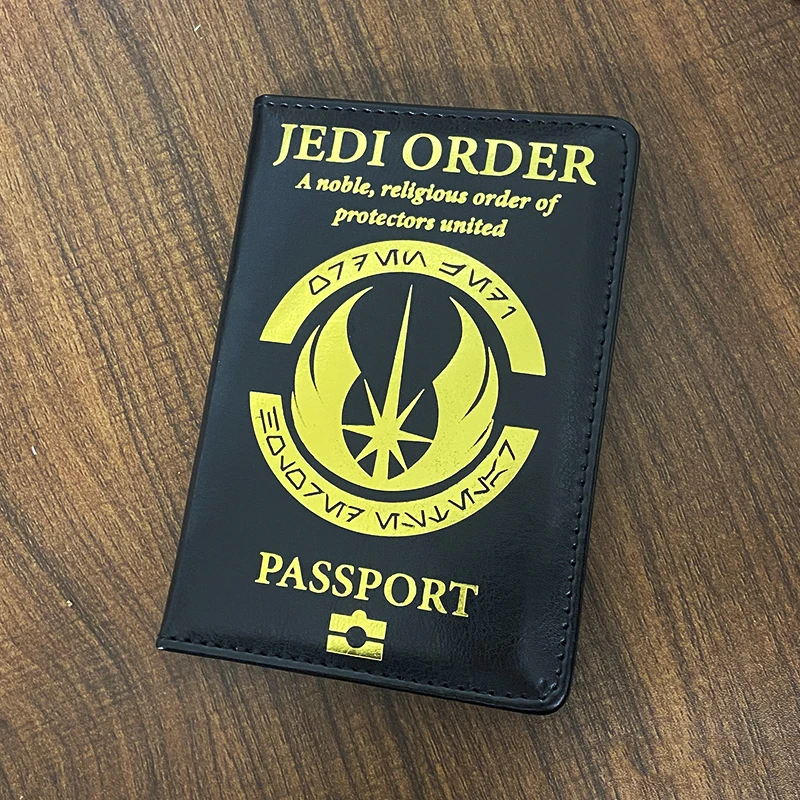 JEDI ORDER
A noble, religious order of
protectors united
PASSPORT